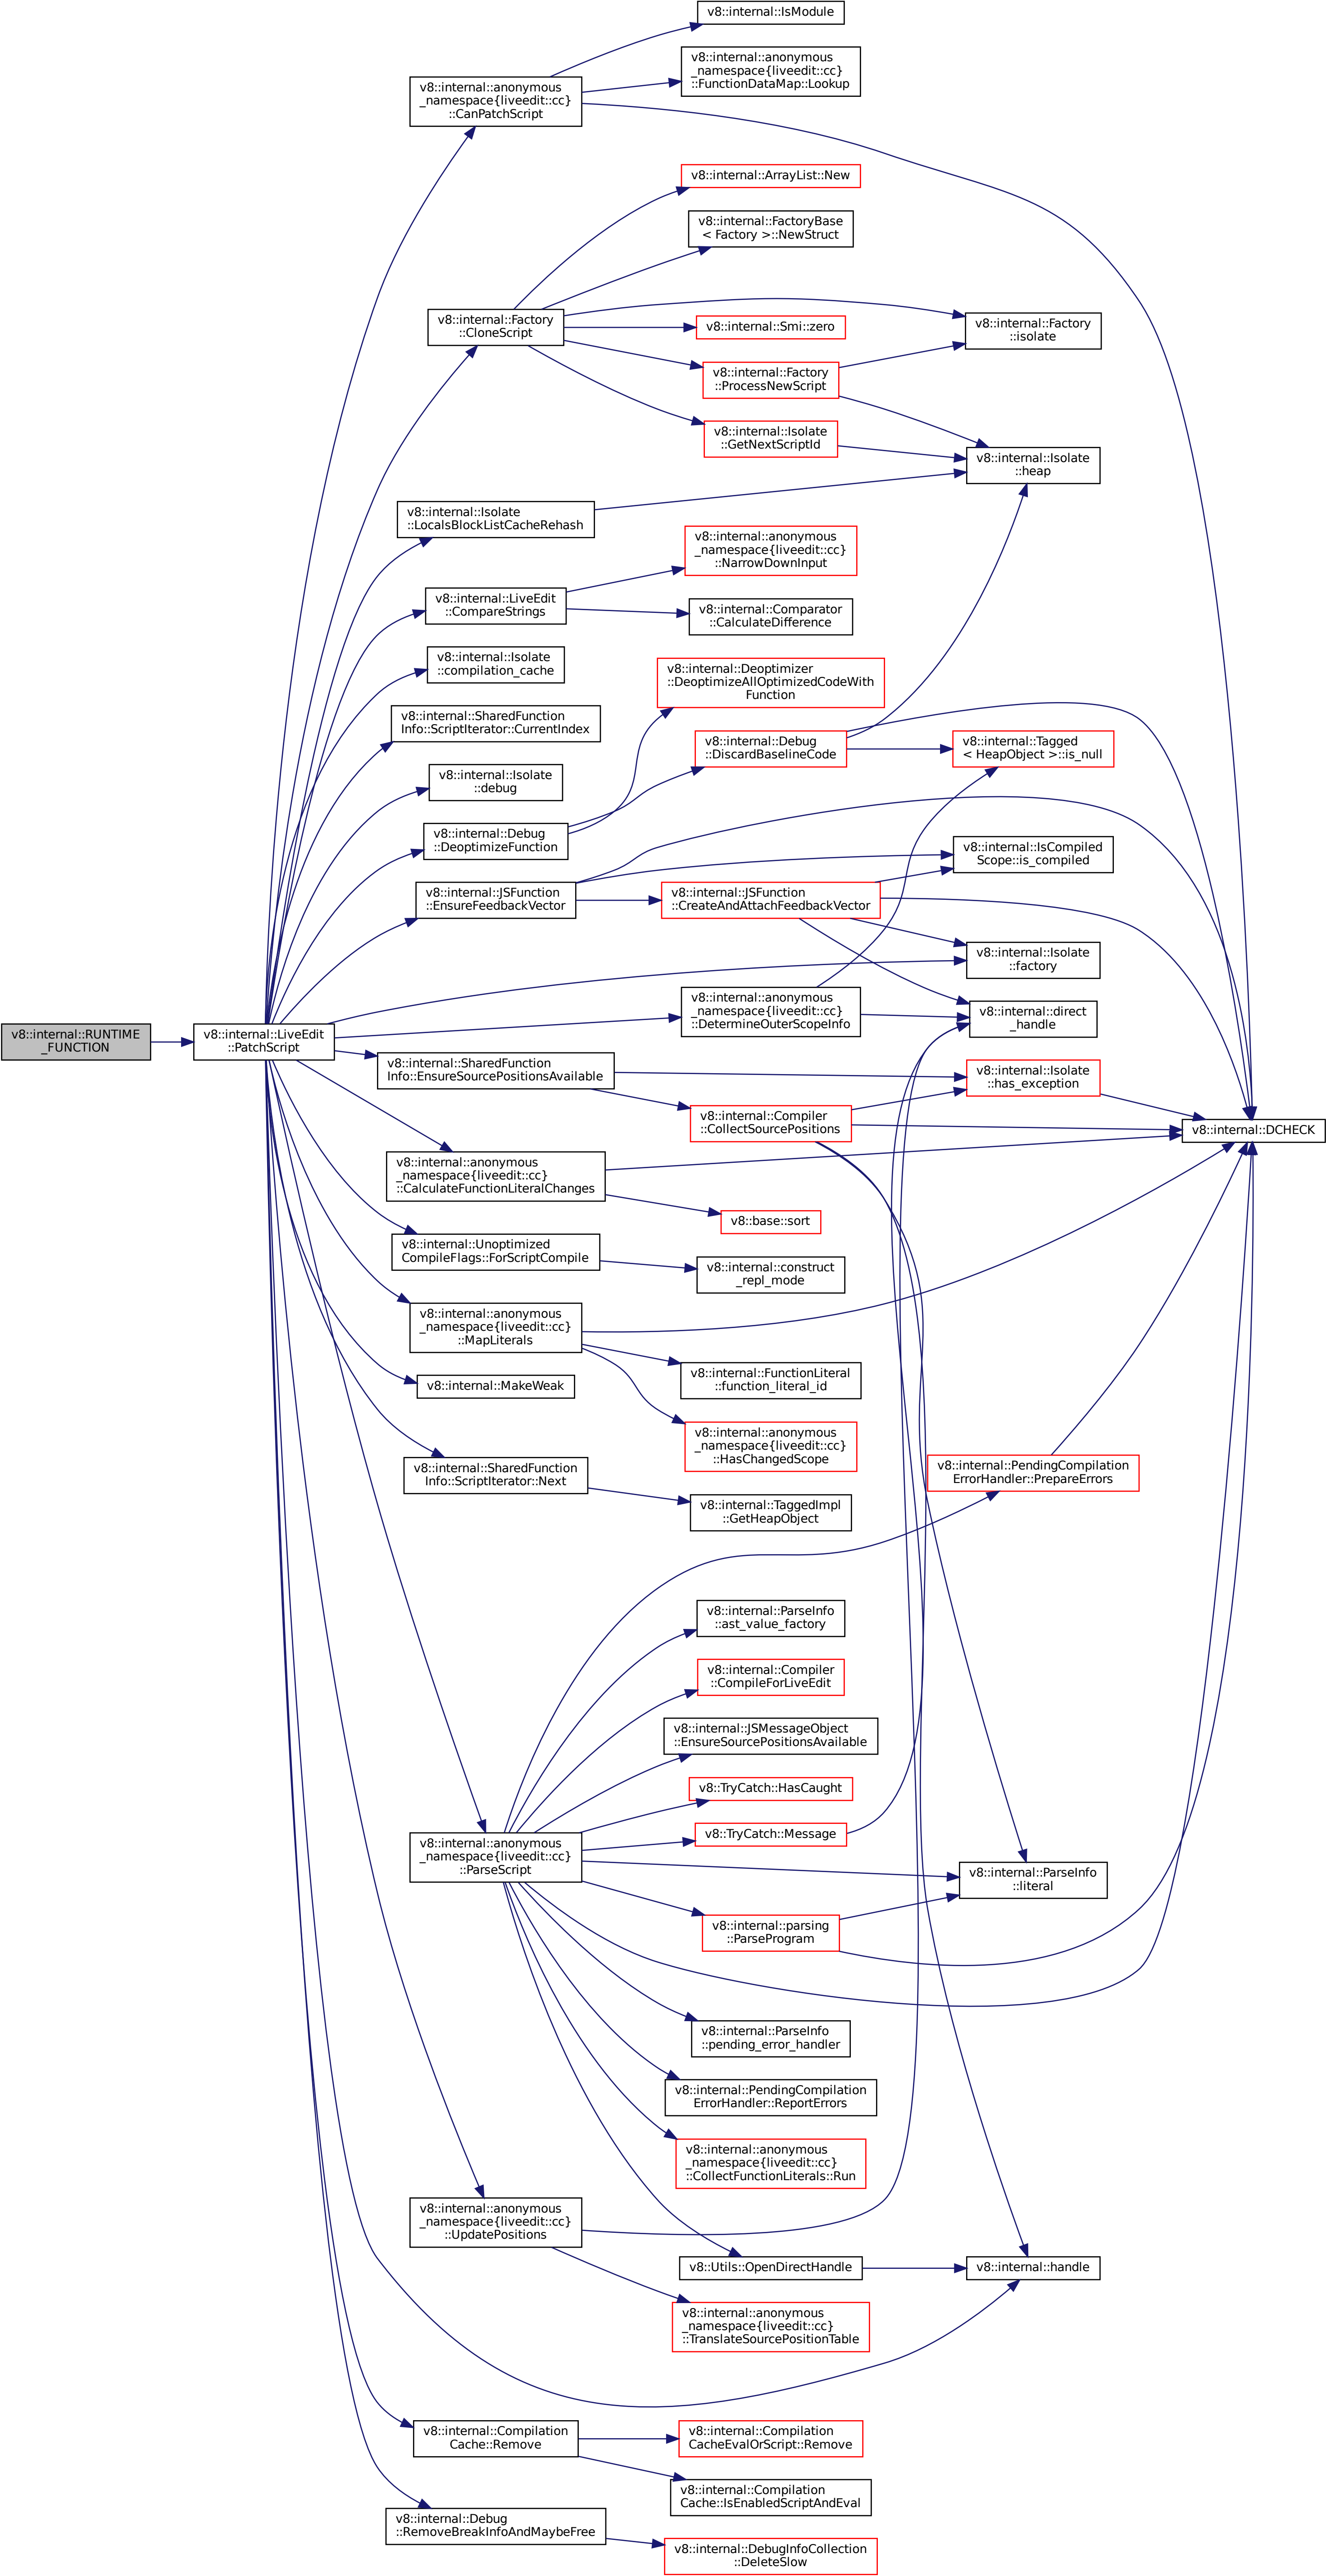 v8::internal::RUNTIME
_FUNCTION
v8::internal::LiveEdit
::PatchScript
v8::internal::anonymous
_namespace{liveedit::cc}
::CanPatchScript
v8::internal::IsModule
v8::internal::anonymous
_namespace{liveedit::cc}
::FunctionDataMap::Lookup
v8::internal::Factory
::CloneScript
v8::internal::ArrayList::New
v8::internal::FactoryBase
< Factory >::NewStruct
v8::internal::Smi::zero
v8::internal::Factory
::isolate
v8::internal::Factory
::ProcessNewScript
v8::internal::Isolate
::GetNextScriptId
v8::internal::Isolate
::heap
v8::internal::Isolate
::LocalsBlockListCacheRehash
v8::internal::LiveEdit
::CompareStrings
v8::internal::anonymous
_namespace{liveedit::cc}
::NarrowDownInput
v8::internal::Comparator
::CalculateDifference
v8::internal::Isolate
::compilation_cache
v8::internal::SharedFunction
Info::ScriptIterator::CurrentIndex
v8::internal::Isolate
::debug
v8::internal::Debug
::DeoptimizeFunction
v8::internal::Deoptimizer
::DeoptimizeAllOptimizedCodeWith
Function
v8::internal::Debug
::DiscardBaselineCode
v8::internal::Tagged
< HeapObject >::is_null
v8::internal::JSFunction
::EnsureFeedbackVector
v8::internal::JSFunction
::CreateAndAttachFeedbackVector
v8::internal::IsCompiled
Scope::is_compiled
v8::internal::Isolate
::factory
v8::internal::anonymous
_namespace{liveedit::cc}
::DetermineOuterScopeInfo
v8::internal::direct
_handle
v8::internal::SharedFunction
Info::EnsureSourcePositionsAvailable
v8::internal::Isolate
::has_exception
v8::internal::Compiler
::CollectSourcePositions
v8::internal::DCHECK
v8::internal::anonymous
_namespace{liveedit::cc}
::CalculateFunctionLiteralChanges
v8::base::sort
v8::internal::Unoptimized
CompileFlags::ForScriptCompile
v8::internal::construct
_repl_mode
v8::internal::anonymous
_namespace{liveedit::cc}
::MapLiterals
v8::internal::FunctionLiteral
::function_literal_id
v8::internal::MakeWeak
v8::internal::anonymous
_namespace{liveedit::cc}
::HasChangedScope
v8::internal::SharedFunction
Info::ScriptIterator::Next
v8::internal::TaggedImpl
::GetHeapObject
v8::internal::PendingCompilation
ErrorHandler::PrepareErrors
v8::internal::ParseInfo
::ast_value_factory
v8::internal::Compiler
::CompileForLiveEdit
v8::internal::JSMessageObject
::EnsureSourcePositionsAvailable
v8::TryCatch::HasCaught
v8::TryCatch::Message
v8::internal::anonymous
_namespace{liveedit::cc}
::ParseScript
v8::internal::ParseInfo
::literal
v8::internal::parsing
::ParseProgram
v8::internal::ParseInfo
::pending_error_handler
v8::internal::PendingCompilation
ErrorHandler::ReportErrors
v8::internal::anonymous
_namespace{liveedit::cc}
::CollectFunctionLiterals::Run
v8::internal::anonymous
_namespace{liveedit::cc}
::UpdatePositions
v8::Utils::OpenDirectHandle
v8::internal::handle
v8::internal::anonymous
_namespace{liveedit::cc}
::TranslateSourcePositionTable
v8::internal::Compilation
Cache::Remove
v8::internal::Compilation
CacheEvalOrScript::Remove
v8::internal::Compilation
Cache::IsEnabledScriptAndEval
v8::internal::Debug
::RemoveBreakInfoAndMaybeFree
v8::internal::DebugInfoCollection
::DeleteSlow